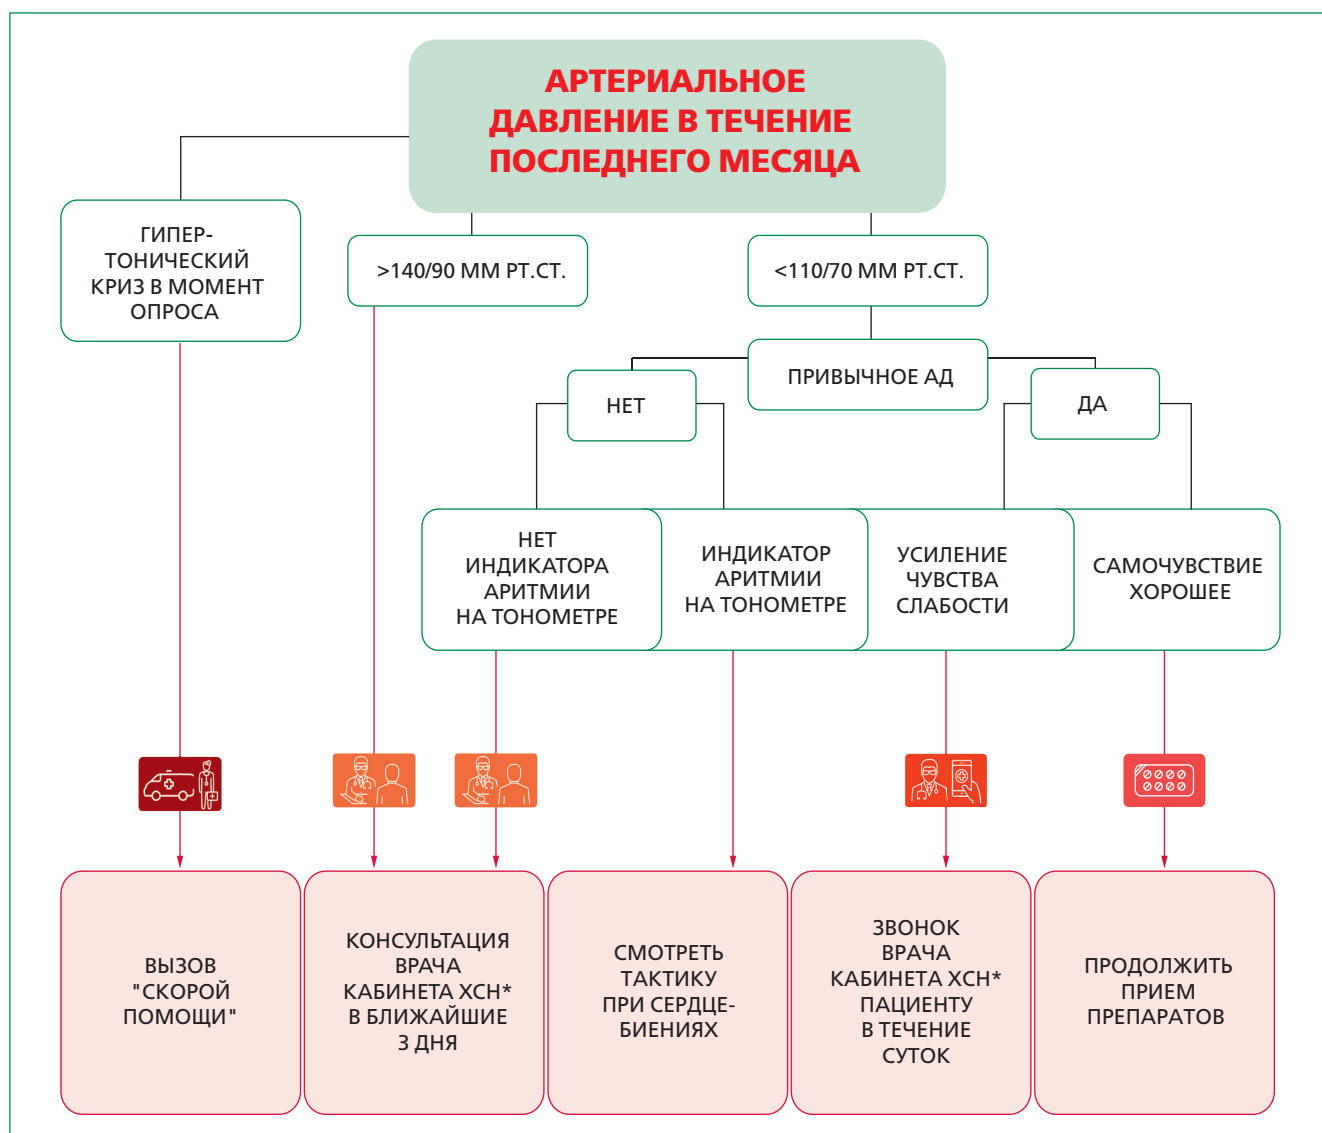 АРТЕРИАЛЬНОЕ
ДАВЛЕНИЕ В ТЕЧЕНИЕ
ПОСЛЕДНЕГО МЕСЯЦА
ГИПЕР-
ТОНИЧЕСКИЙ
КРИЗ В МОМЕНТ
ОПРОСА
>140/90 ММ РТ.СТ.
<110/70 ММ РТ.СТ.
ПРИВЫЧНОЕ АД
НЕТ
ДА
НЕТ
ИНДИКАТОРА
АРИТМИИ
НА ТОНОМЕТРЕ
ИНДИКАТОР
АРИТМИИ
НА ТОНОМЕТРЕ
УСИЛЕНИЕ
ЧУВСТВА
СЛАБОСТИ
САМОЧУВСТВИЕ
ХОРОШЕЕ
ВЫЗОВ
"СКОРОЙ
ПОМОЩИ"
КОНСУЛЬТАЦИЯ
ВРАЧА
КАБИНЕТА ХСН*
В БЛИЖАЙШИЕ
3 ДНЯ
СМОТРЕТЬ
ТАКТИКУ
ПРИ СЕРДЦЕ-
БИЕНИЯХ
ЗВОНОК
ВРАЧА
КАБИНЕТА ХСН*
ПАЦИЕНТУ
В ТЕЧЕНИЕ
СУТОК
ПРОДОЛЖИТЬ
ПРИЕМ
ПРЕПАРАТОВ